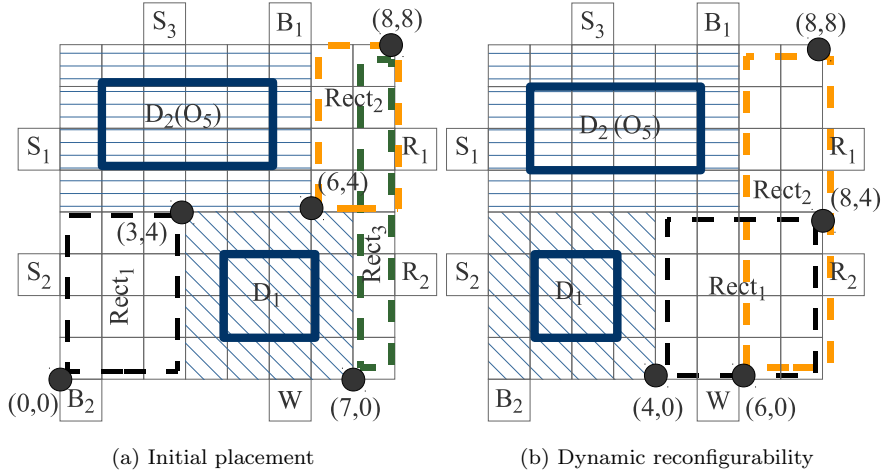 S3 B1 (8,8)
Rect2
D2(O5)
S1 R1
(6,4)
(3,4)
Rect3
S2 Rect1 D1 R2
(0,0) B2 W (7,0)
(a) Initial placement
S3 B1 (8,8)
D2(O5)
S1 R1
Rect2 (8,4)
S2 D1 Rect1 R2
B2 (4,0) W (6,0)
(b) Dynamic reconfigurability